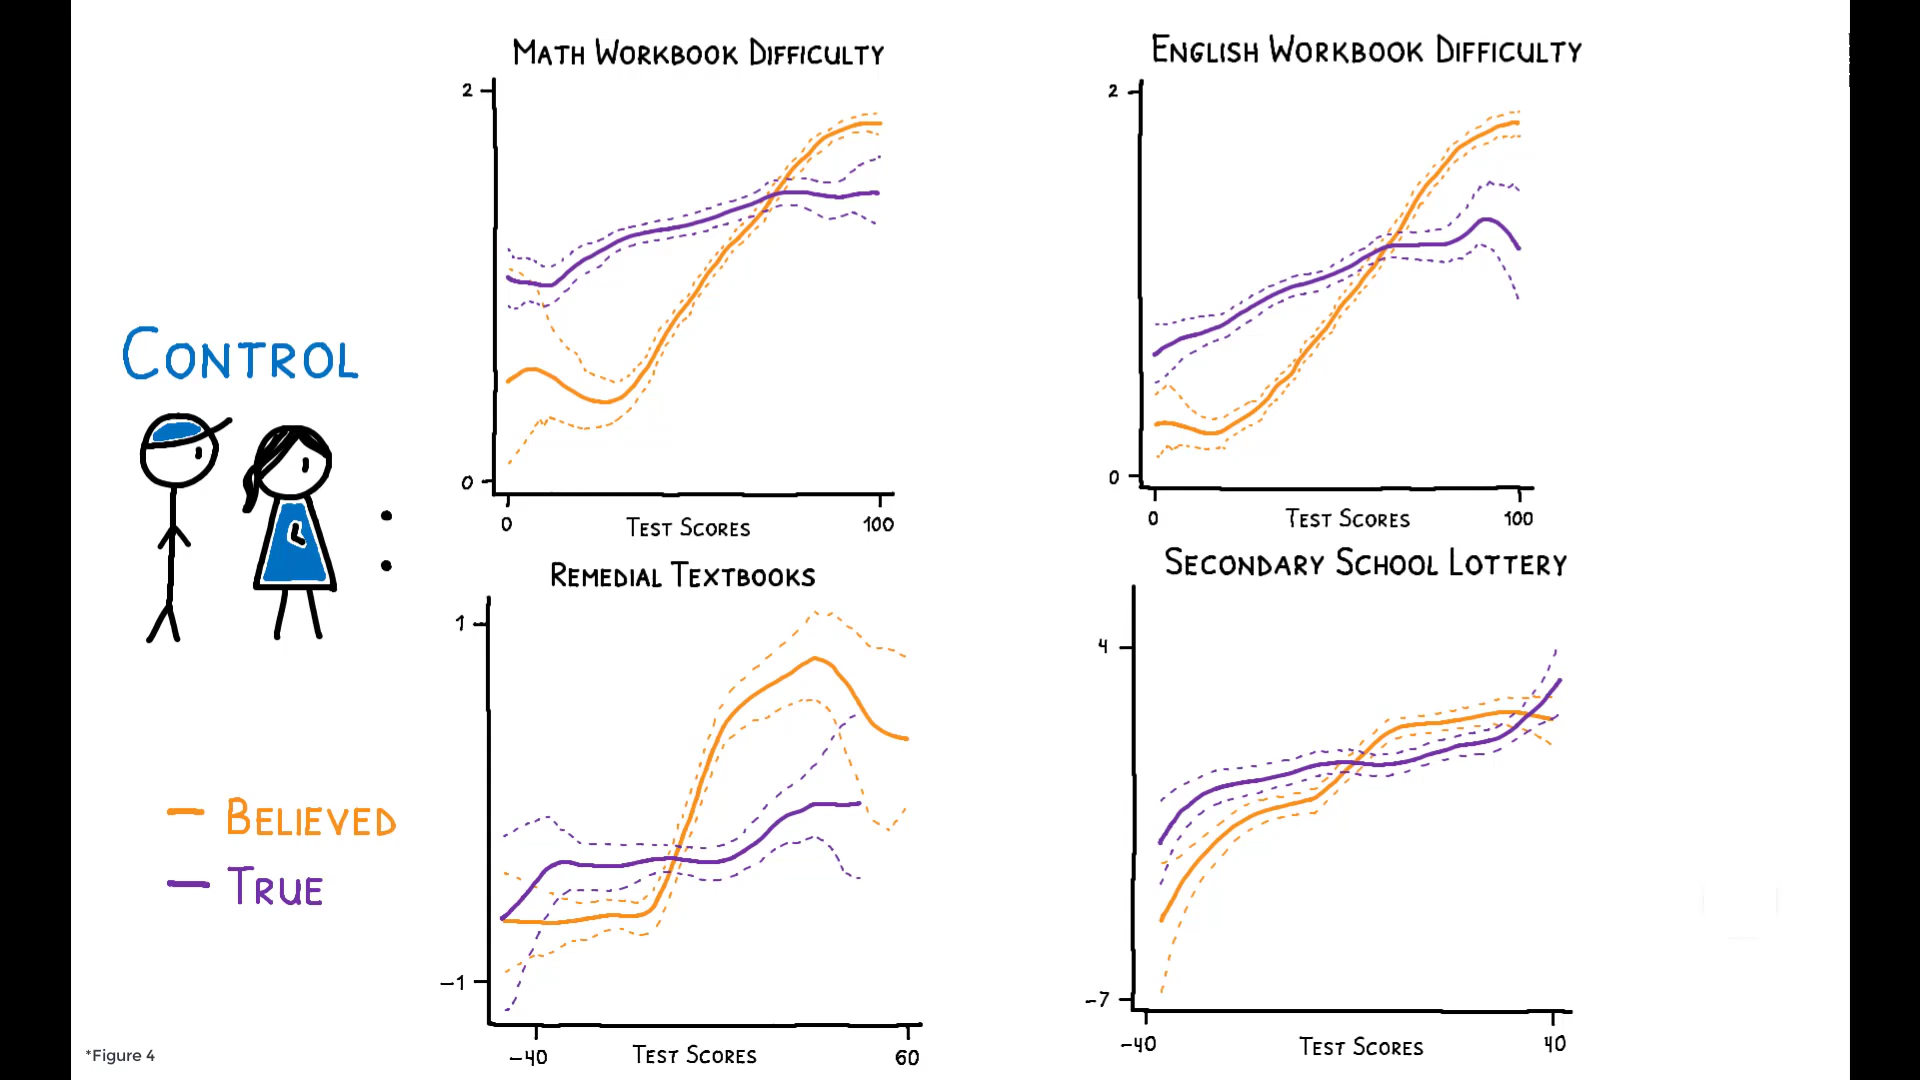 MATH WORKBOOK DIFFICULTY
2
0
0
TEST SCORES
100
ENGLISH WORKBOOK DIFFICULTY
2
0
0
TEST SCORES
100
CONTROL
:
REMEDIAL TEXTBOOKS
1
-1
-40
TEST SCORES
60
SECONDARY SCHOOL LOTTERY
4
-7
-40
TEST SCORES
40
BELIEVED
TRUE
*Figure 4